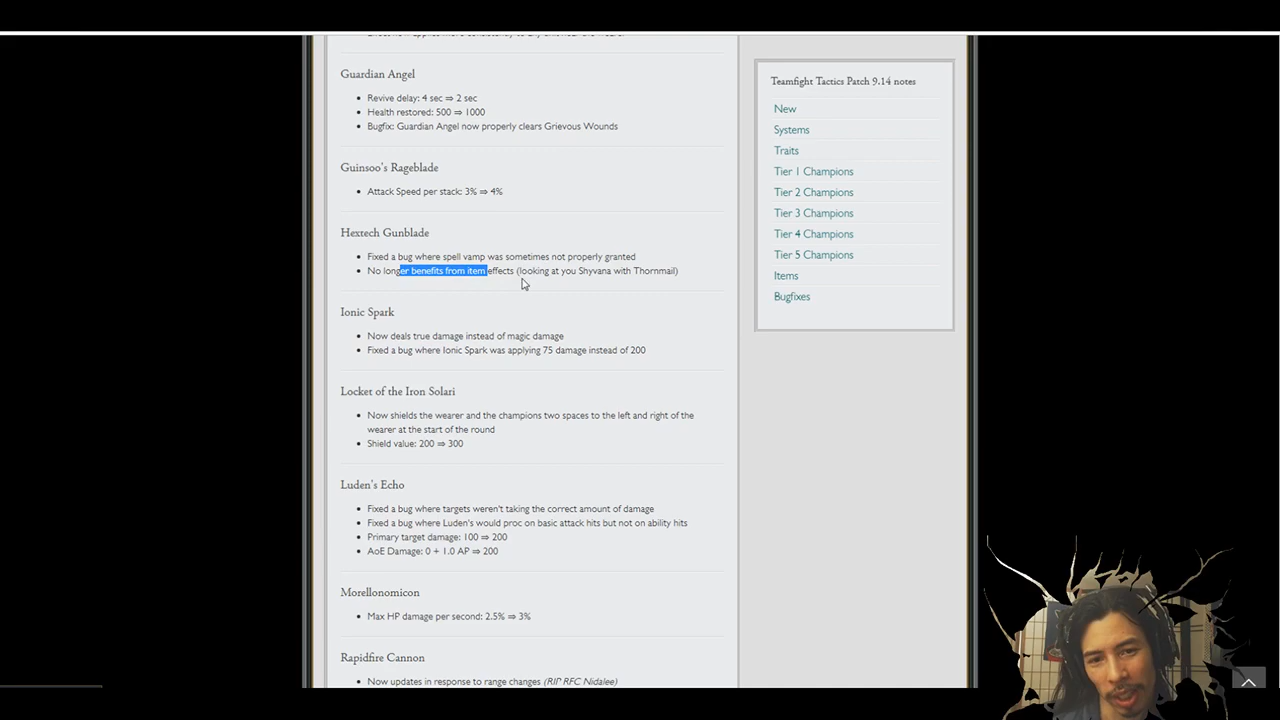 Guardian Angel
Revive delay: 4 sec ⇒ 2 sec
Health restored: 500 ⇒ 1000
Bugfix: Guardian Angel now properly clears Grievous Wounds
Guinsoo's Rageblade
Attack Speed per stack: 3% ⇒ 4%
Hextech Gunblade
Fixed a bug where spell vamp was sometimes not properly granted
No longer benefits from item effects (looking at you Shyvana with Thornmail)
Ionic Spark
Now deals true damage instead of magic damage
Fixed a bug where Ionic Spark was applying 75 damage instead of 200
Locket of the Iron Solari
Now shields the wearer and the champions two spaces to the left and right of the
wearer at the start of the round
Shield value: 200 ⇒ 300
Luden's Echo
Fixed a bug where targets weren't taking the correct amount of damage
Fixed a bug where Luden's would proc on basic attack hits but not on ability hits
Primary target damage: 100 ⇒ 200
AoE Damage: 0 + 1.0 AP ⇒ 200
Morellonomicon
Max HP damage per second: 2.5% ⇒ 3%
Rapidfire Cannon
Now updates in response to range changes (RIP RFC Nidalee)
Teamfight Tactics Patch 9.14 notes
New
Systems
Traits
Tier 1 Champions
Tier 2 Champions
Tier 3 Champions
Tier 4 Champions
Tier 5 Champions
Items
Bugfixes